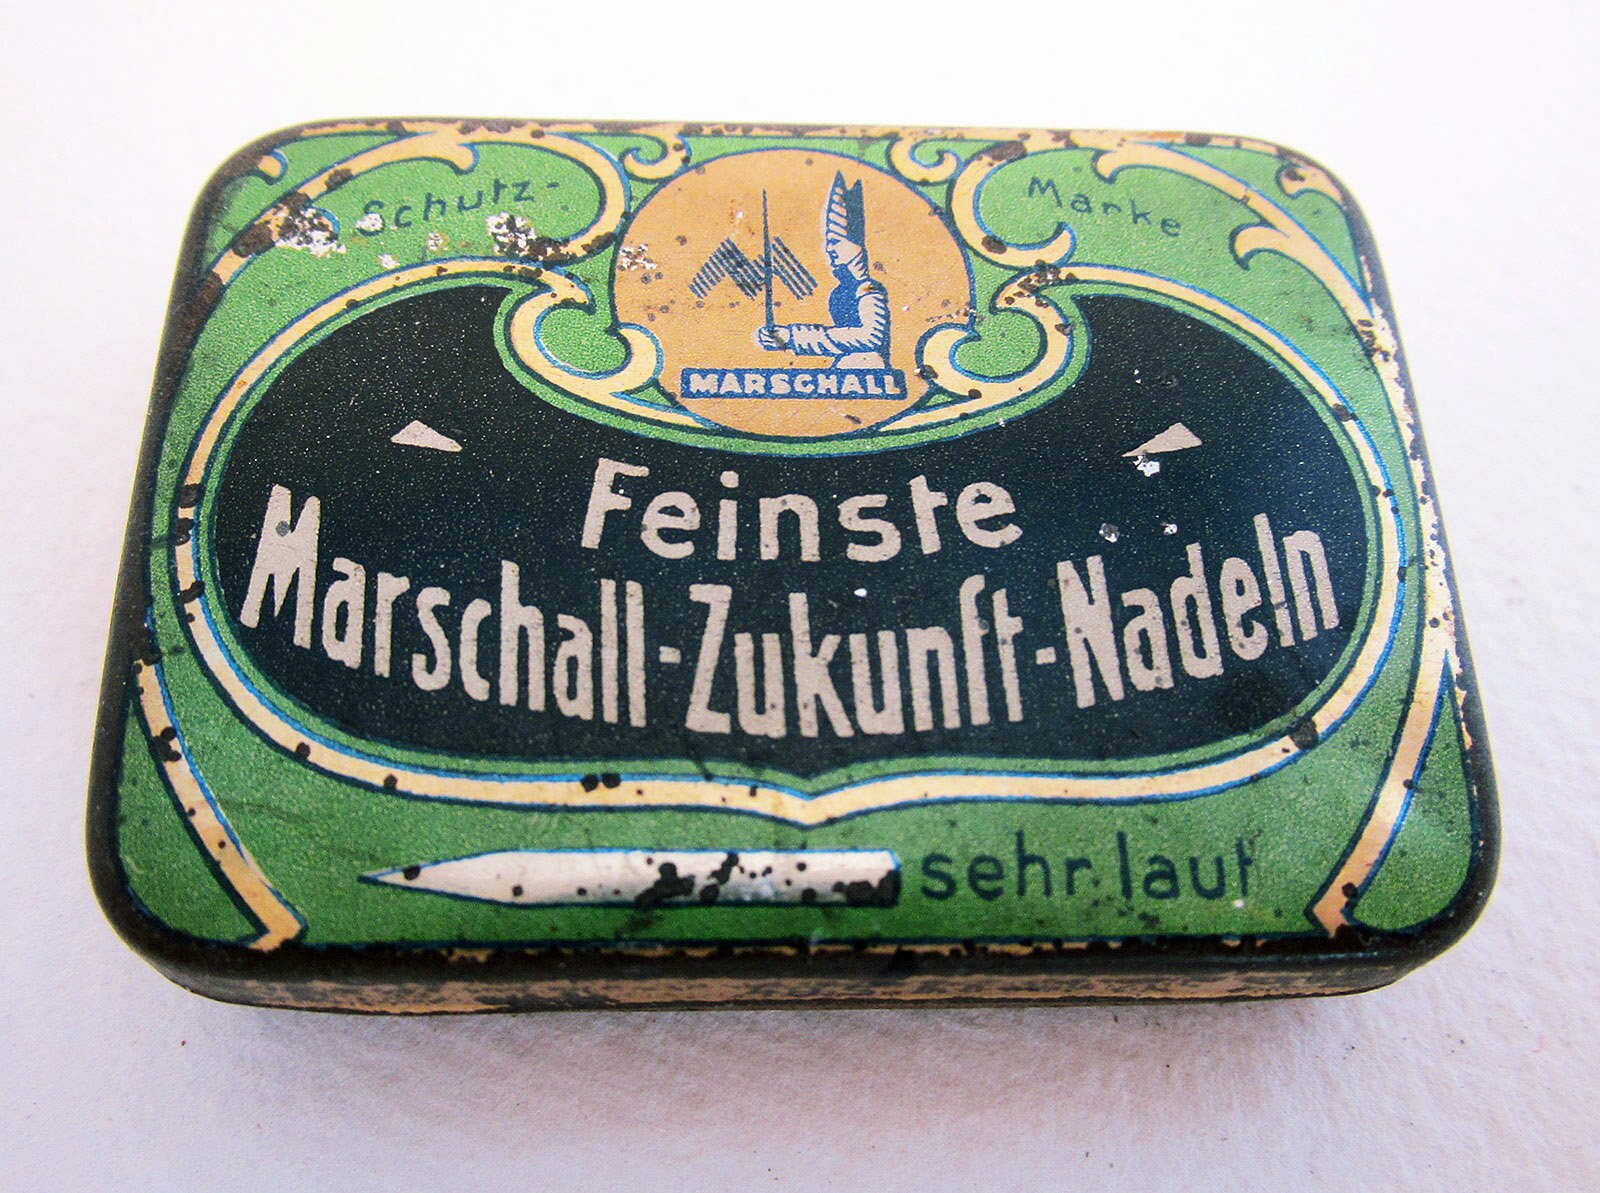 Schutz- Marke
MARSCHALL
Feinste
Marschall-Zukunft-Nadeln
sehr laut